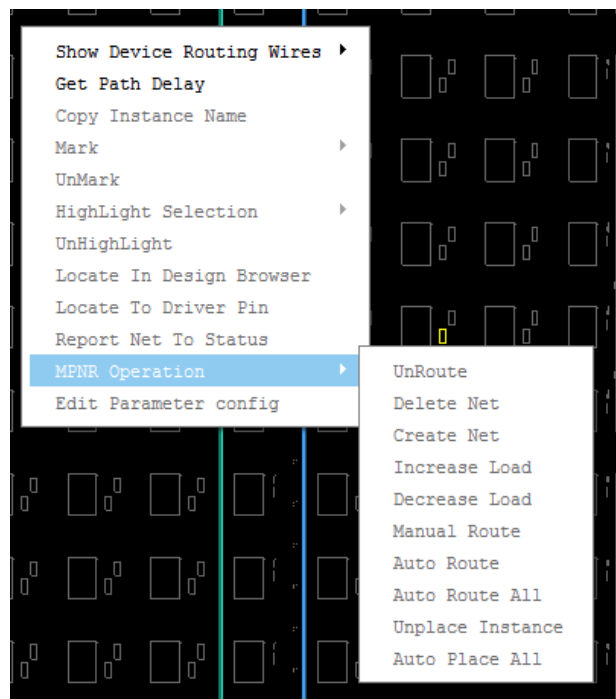 Show Device Routing Wires
Get Path Delay
Copy Instance Name
Mark
UnMark
HighLight Selection
UnHighLight
Locate In Design Browser
Locate To Driver Pin
Report Net To Status
MPNR Operation
Edit Parameter config
UnRoute
Delete Net
Create Net
Increase Load
Decrease Load
Manual Route
Auto Route
Auto Route All
Unplace Instance
Auto Place All